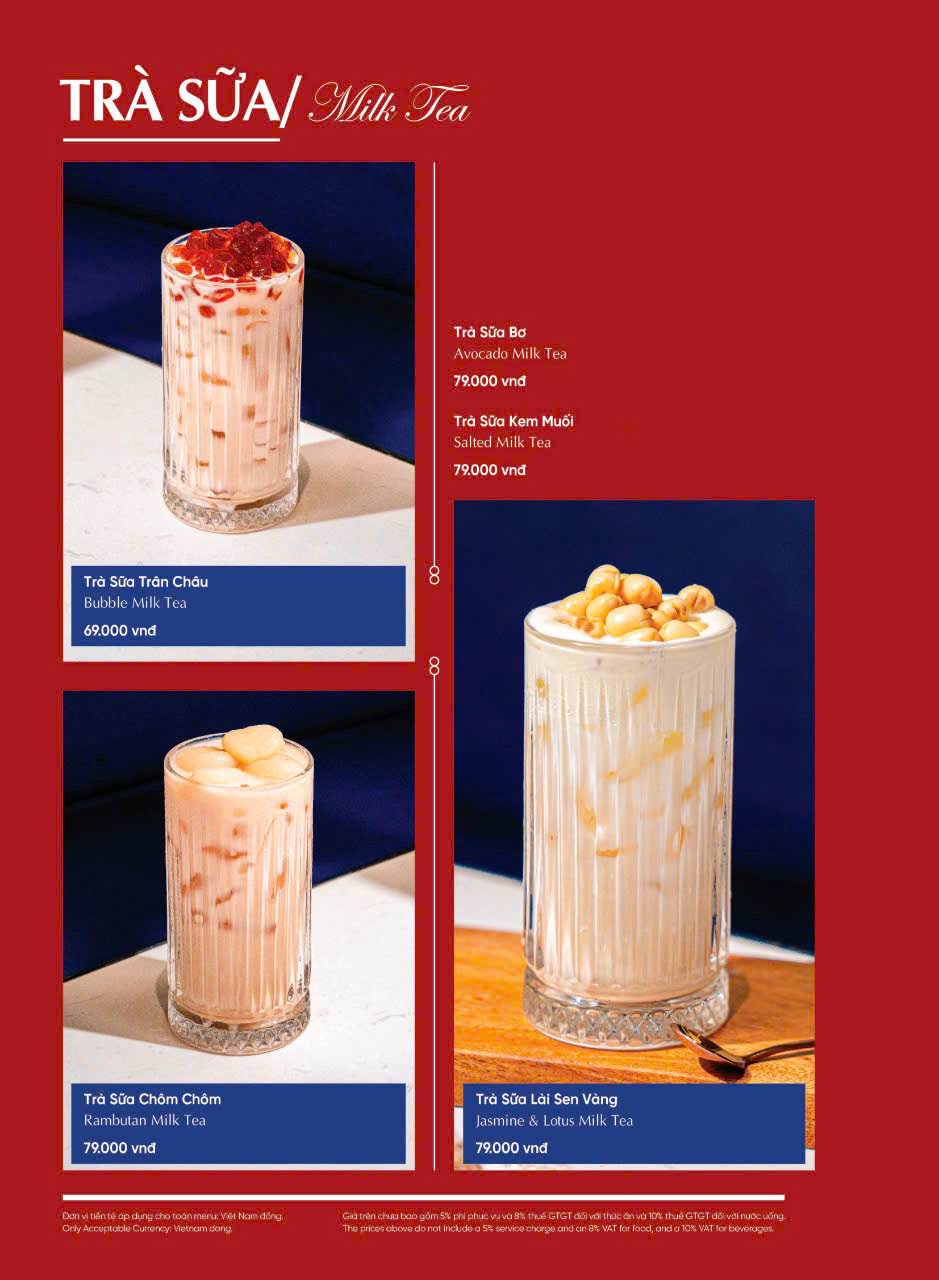 TRÀ SỮA/ Milk Tea
Trà Sữa Trân Châu
Bubble Milk Tea
69.000 vnđ
Trà Sữa Chôm Chôm
Rambutan Milk Tea
79.000 vnđ
Trà Sữa Bơ
Avocado Milk Tea
79.000 vnđ
Trà Sữa Kem Muối
Salted Milk Tea
79.000 vnđ
Trà Sữa Lài Sen Vàng
Jasmine & Lotus Milk Tea
79.000 vnđ
Đơn vị tiền tệ áp dụng cho toàn menu: Việt Nam đồng.
Only Acceptable Currency: Vietnam dong.
Giá trên chưa bao gồm 5% phí phục vụ và 8% thuế GTGT đối với thức ăn và 10% thuế GTGT đối với nước uống.
The prices above do not include a 5% service charge and an 8% VAT for food, and a 10% VAT for beverages.